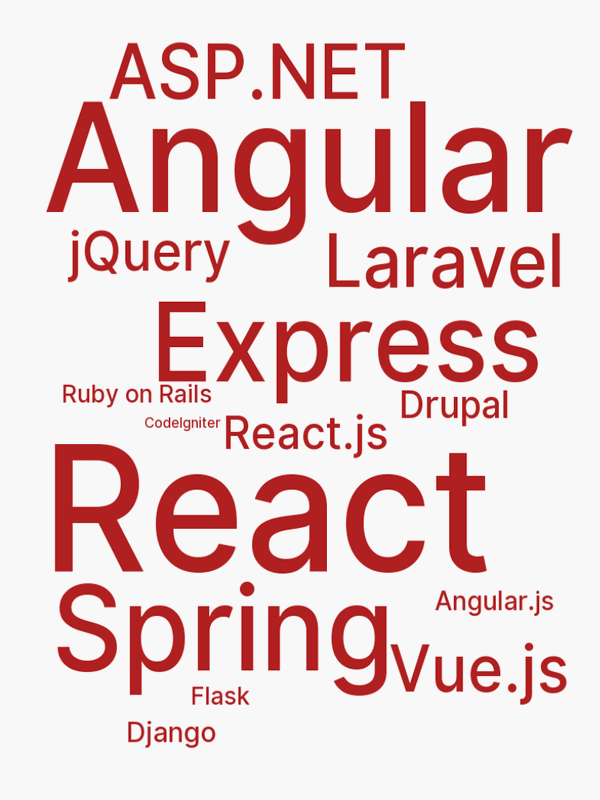 ASP.NET
Angular
jQuery
Laravel
Express
Ruby on Rails
Drupal
CodeIgniter
React.js
React
Spring
Angular.js
Vue.js
Flask
Django